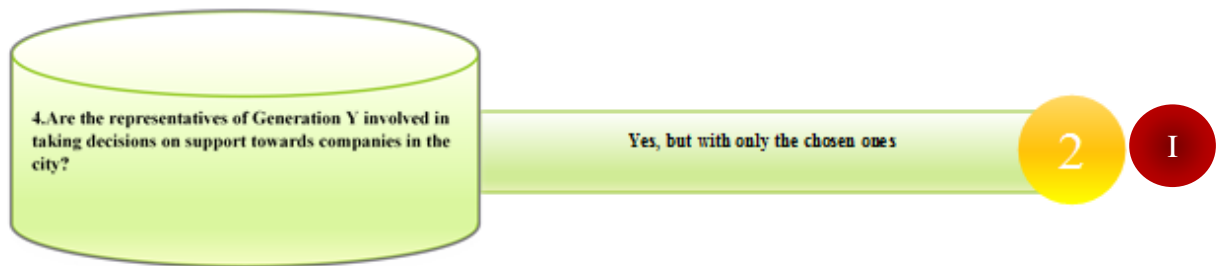 4.Are the representatives of Generation Y involved in
taking decisions on support towards companies in the
city?
Yes, but with only the chosen ones
2
I